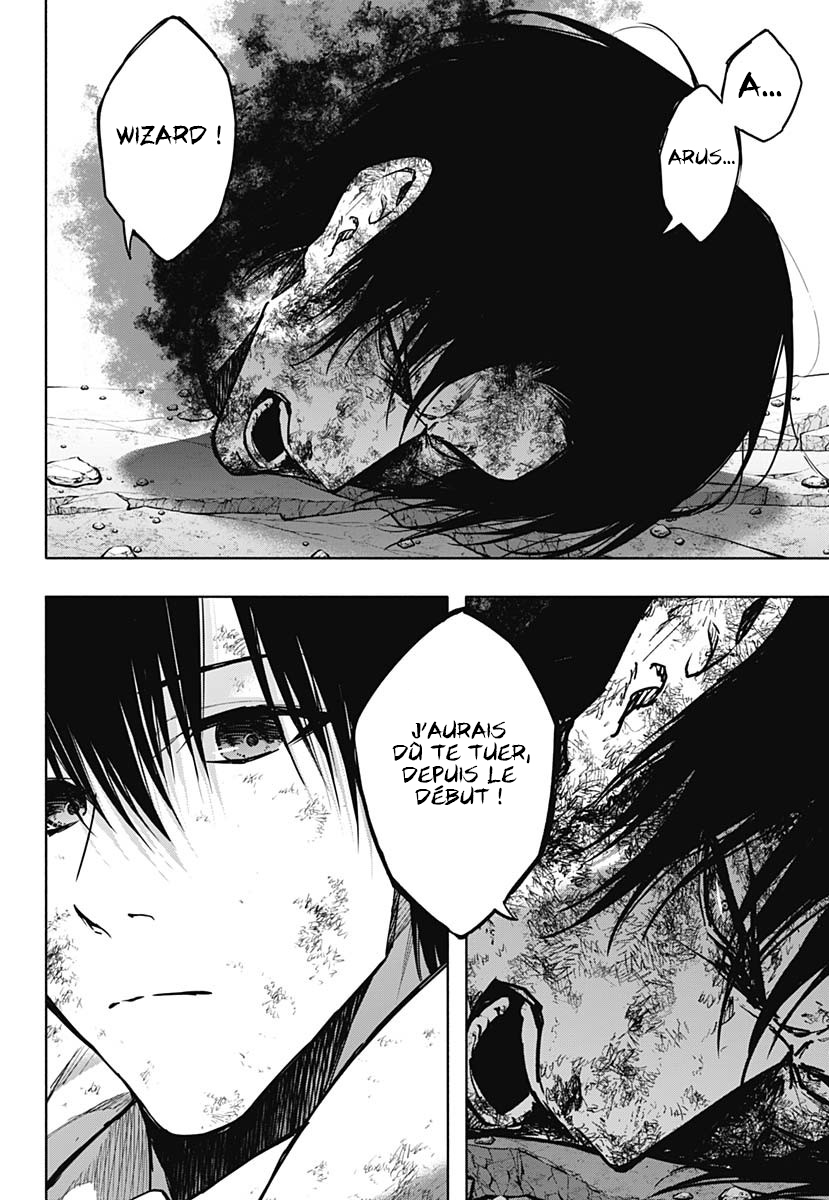 A...
ARUS...
WIZARD !
J'AURAIS
DÛ TE TUER,
DEPUIS LE
DÉBUT !